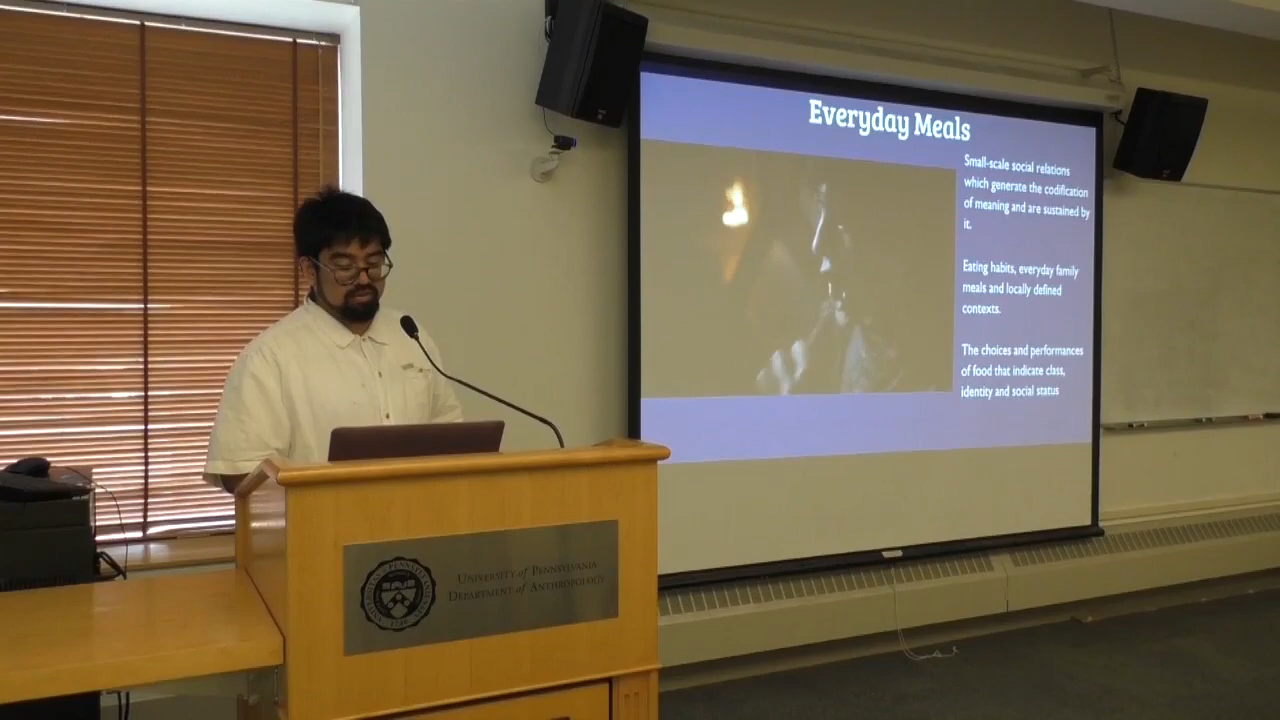 Everyday Meals
Small-scale social relations
which generate the codification
of meaning and are sustained by
it.
Eating habits, everyday family
meals and locally defined
contexts.
The choices and performances
of food that indicate class,
identity and social status
UNIVERSITY of PENNSYLVANIA
DEPARTMENT of ANTHROPOLOGY